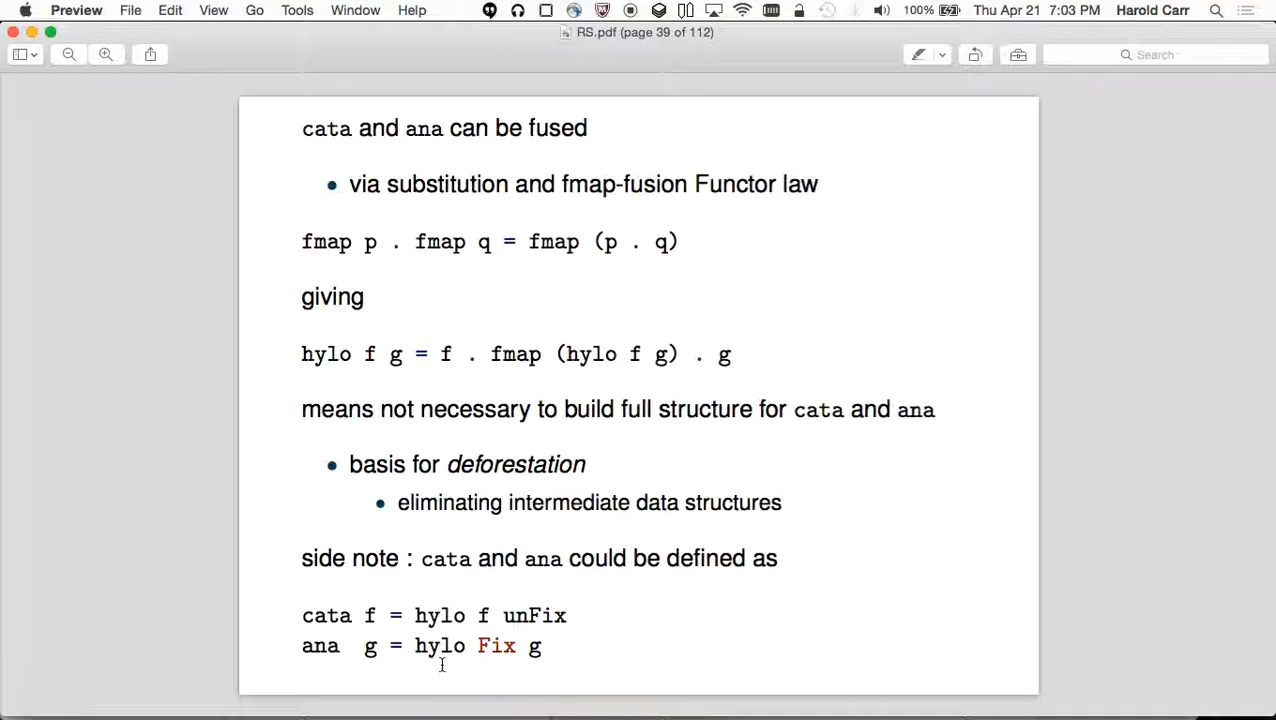 Preview File Edit View Go Tools Window Help 100% Thu Apr 21 7:03 PM Harold Carr
RS.pdf (page 39 of 112)
Search
cata and ana can be fused
• via substitution and fmap-fusion Functor law
fmap p . fmap q = fmap (p . q)
giving
hylo f g = f . fmap (hylo f g) . g
means not necessary to build full structure for cata and ana
• basis for deforestation
• eliminating intermediate data structures
side note : cata and ana could be defined as
cata f = hylo f unFix
ana g = hylo Fix g